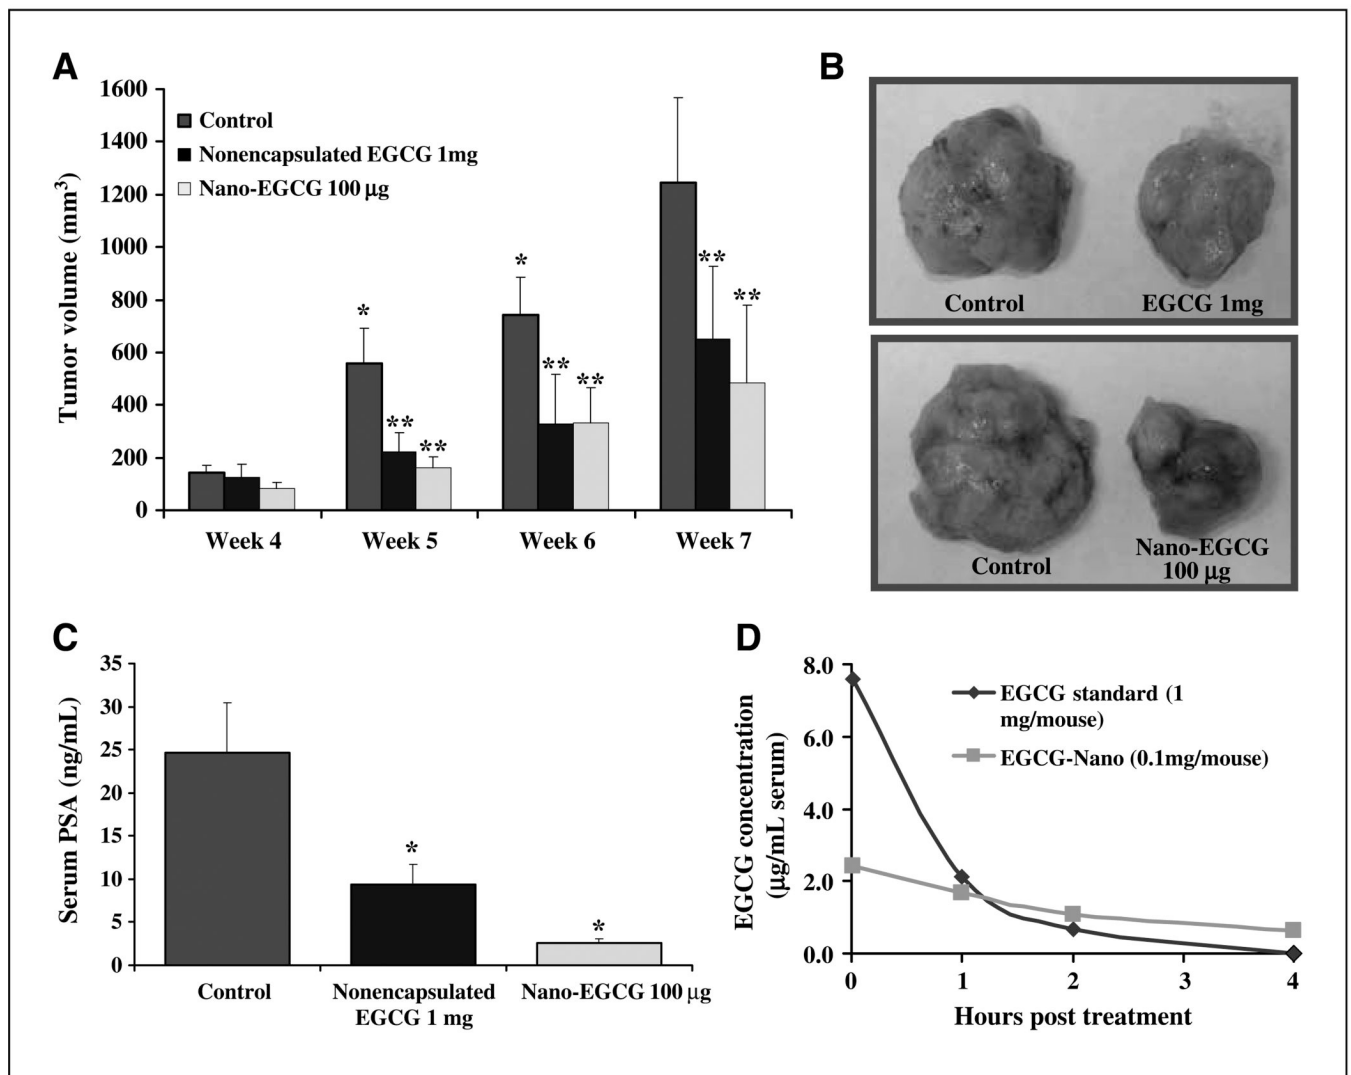 A
Tumor volume (mm³)
1600
1400
1200
1000
800
600
400
200
0
Control
Nonencapsulated EGCG 1mg
Nano-EGCG 100 µg
*
**
**
*
**
**
**
**
Week 4
Week 5
Week 6
Week 7
B
Control
EGCG 1mg
Control
Nano-EGCG
100 µg
C
Serum PSA (ng/mL)
35
30
25
20
15
10
5
0
*
*
Control
Nonencapsulated
EGCG 1 mg
Nano-EGCG 100 µg
D
EGCG concentration
(µg/mL serum)
8.0
6.0
4.0
2.0
0.0
EGCG standard (1
mg/mouse)
EGCG-Nano (0.1mg/mouse)
0
1
2
3
4
Hours post treatment